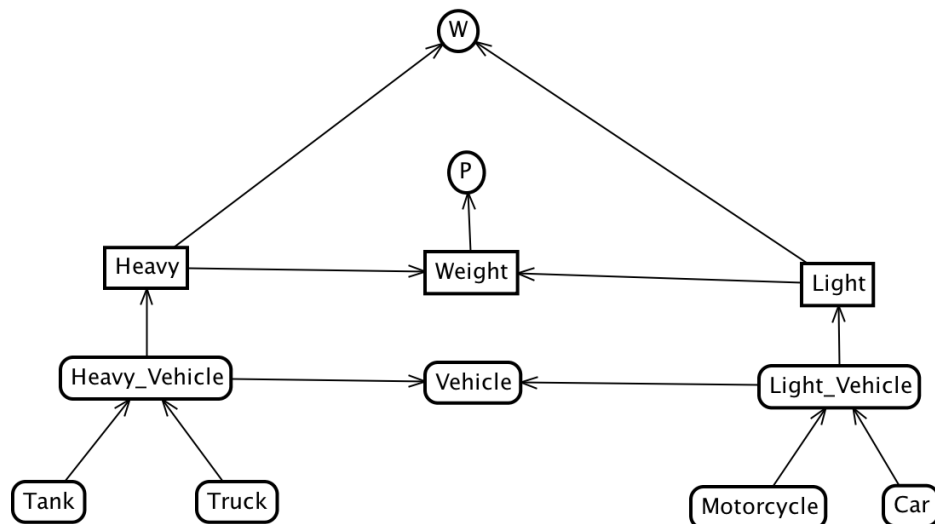 W
P
Heavy
Weight
Light
Heavy_Vehicle
Vehicle
Light_Vehicle
Tank
Truck
Motorcycle
Car